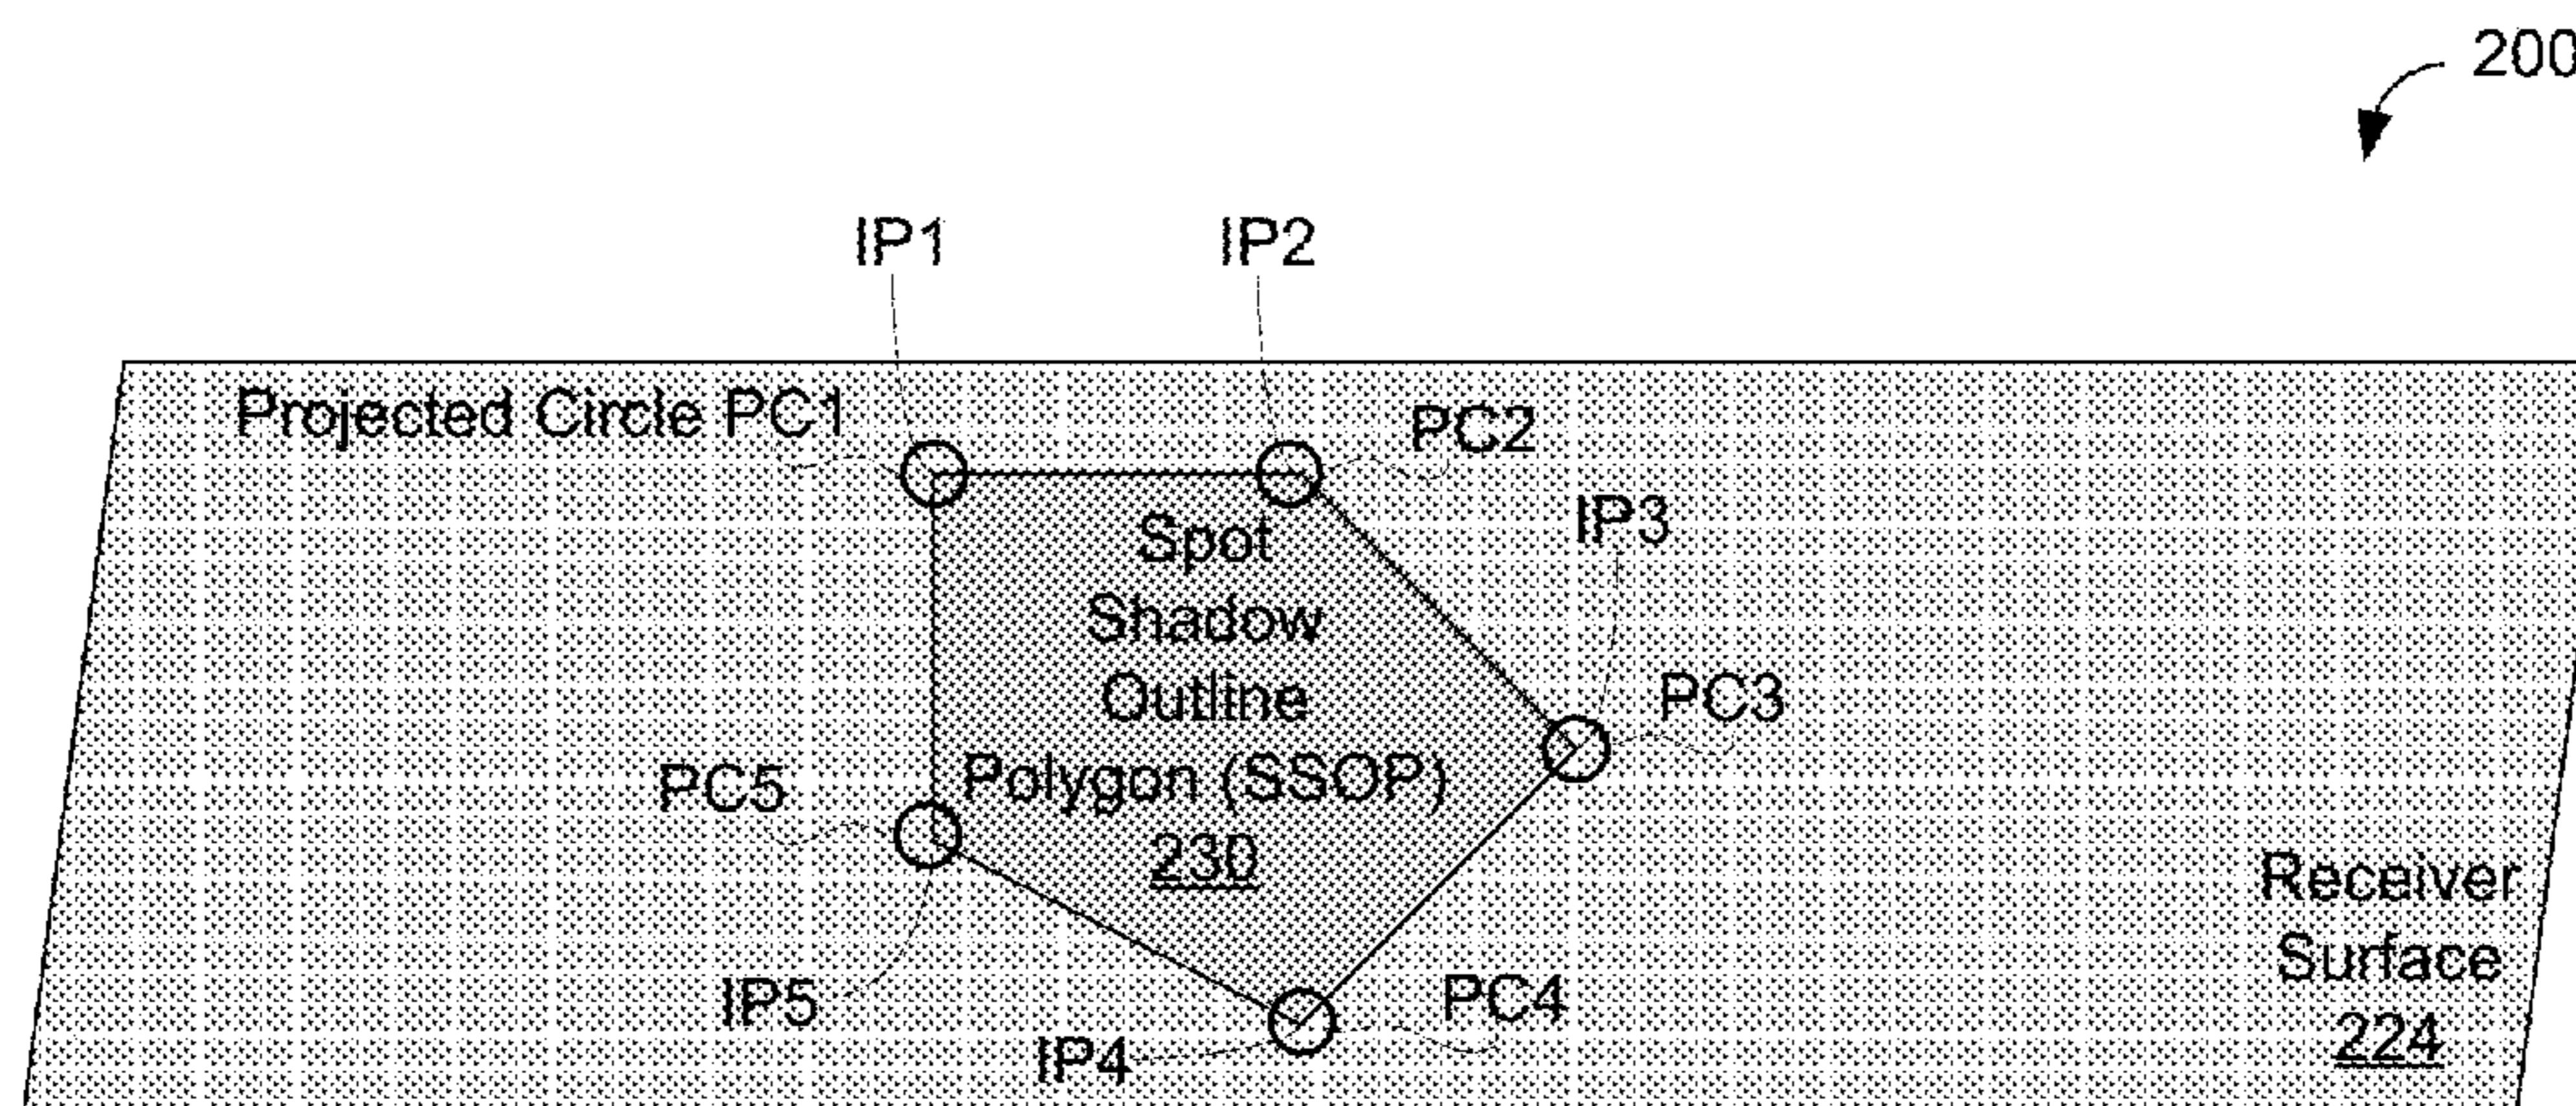 200
IP1
IP2
Projected Circle PC1
PC2
IP3
Spot
Shadow
Outline
Polygon (SSOP)
230
PC3
PC5
Receiver
Surface
224
IP5
PC4
IP4